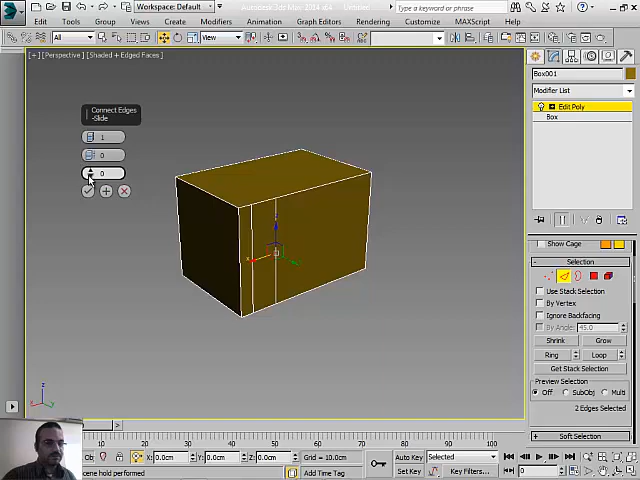 Workspace: Default
Autodesk 3ds Max 2014 x64
Untitled
Type a keyword or phrase
Edit Tools Group Views Create Modifiers Animation Graph Editors Rendering Customize MAXScript Help
All
View
[+] [Perspective] [Shaded + Edged Faces]
Connect Edges
-Slide
1
0
0
z
x
Box001
Modifier List
Edit Poly
Box
Show Cage
Selection
Use Stack Selection
By Vertex
Ignore Backfacing
By Angle: 45.0
Shrink Grow
Ring Loop
Get Stack Selection
Preview Selection
Off SubObj Multi
2 Edges Selected
Soft Selection
10 20 30 40 50 60 70 80 90 100
X: 0.0cm Y: 0.0cm Z: 0.0cm Grid = 10.0cm
Auto Key Selected
cene hold performed
Add Time Tag
Set Key
Key Filters...
0